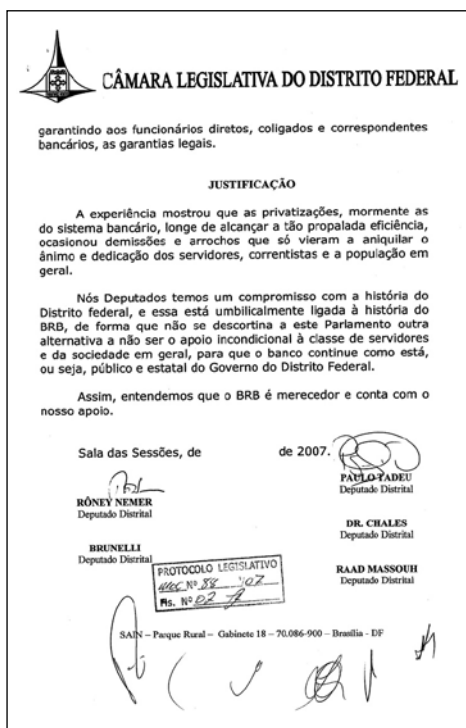 CÂMARA LEGISLATIVA DO DISTRITO FEDERAL
garantindo aos funcionários diretos, coligados e correspondentes
bancários, as garantias legais.
JUSTIFICAÇÃO
A experiência mostrou que as privatizações, mormente as
do sistema bancário, longe de alcançar a tão propalada eficiência,
ocasionou demissões e arrochos que só vieram a aniquilar o
ânimo e dedicação dos servidores, correntistas e a população em
geral.
Nós Deputados temos um compromisso com a história do
Distrito federal, e essa está umbilicalmente ligada à história do
BRB, de forma que não se descortina a este Parlamento outra
alternativa a não ser o apoio incondicional à classe de servidores
e da sociedade em geral, para que o banco continue como está,
ou seja, público e estatal do Governo do Distrito Federal.
Assim, entendemos que o BRB é merecedor e conta com o
nosso apoio.
Sala das Sessões, de de 2007.
PAULO TADEU
Deputado Distrital
RÔNEY NEMER
Deputado Distrital
DR. CHALES
Deputado Distrital
BRUNELLI
Deputado Distrital
RAAD MASSOUH
Deputado Distrital
PROTOCOLO LEGISLATIVO
Nº 88 07
Fls. Nº 02
SAIN – Parque Rural – Gabinete 18 – 70.086-900 – Brasília - DF